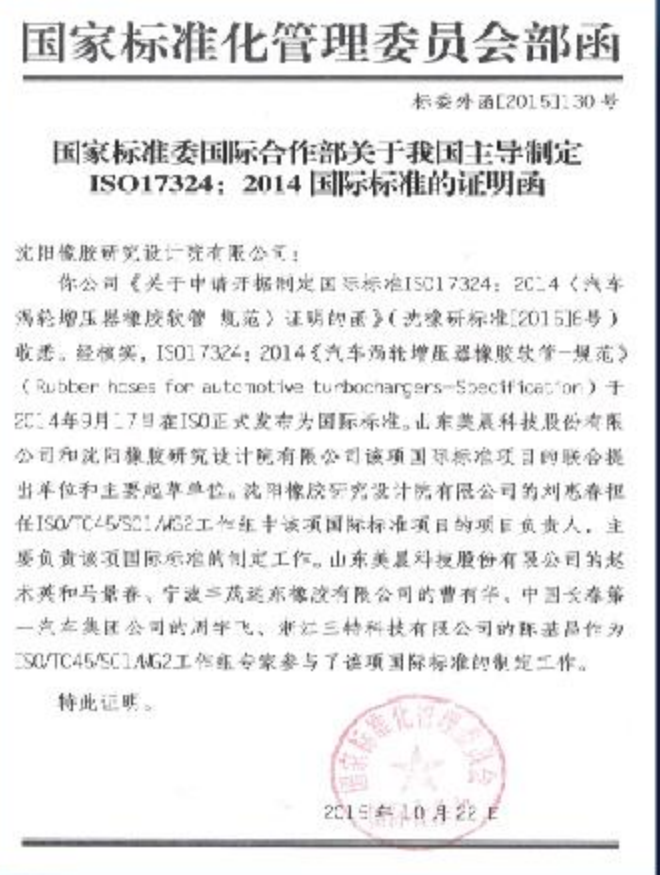 国家标准化管理委员会部函
标委外函[2015]130号
国家标准委国际合作部关于我国主导制定
ISO17324：2014国际标准的证明函
沈阳橡胶研究设计院有限公司：
你公司《关于申请开据制定国际标准ISO17324：2014（汽车
涡轮增压器橡胶软管 规范）证明的函》（沈橡研标准[2015]6号）
收悉。经核实，ISO17324：2014《汽车涡轮增压器橡胶软管-规范》
（Rubber hoses for automotive turbochargers-Specification）于
2014年9月17日在ISO正式发布为国际标准。山东美晨科技股份有限
公司和沈阳橡胶研究设计院有限公司该项国际标准项目的联合提
出单位和主要起草单位。沈阳橡胶研究设计院有限公司的刘惠春担
任ISO/TC45/SC1/WG2工作组中该项国际标准项目的项目负责人，主
要负责该项国际标准的制定工作。山东美晨科技股份有限公司的赵
木英和马景春、宁波丰茂远东橡胶有限公司的曹有华、中国长春第
一汽车集团公司的周宇飞、浙江三特科技有限公司的陈基昌作为
ISO/TC45/SC1/WG2工作组专家参与了该项国际标准的制定工作。
特此证明。
国家标准化管理委员会
2015年10月22日